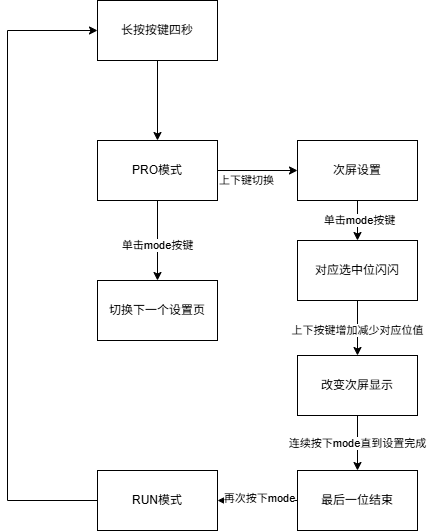 长按按键四秒
PRO模式
上下键切换
次屏设置
单击mode按键
单击mode按键
对应选中位闪闪
切换下一个设置页
上下按键增加减少对应位值
改变次屏显示
连续按下mode直到设置完成
RUN模式
再次按下mode
最后一位结束